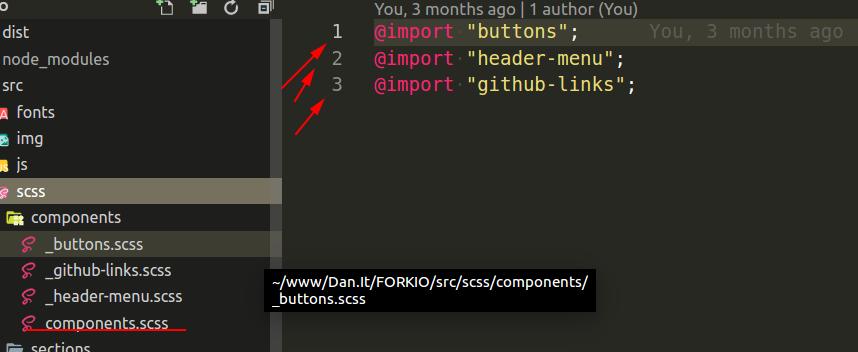 dist
node_modules
src
fonts
img
js
scss
components
_buttons.scss
_github-links.scss
_header-menu.scss
components.scss
sections
You, 3 months ago | 1 author (You)
1 @import "buttons"; You, 3 months ago
2 @import "header-menu";
3 @import "github-links";
~/www/Dan.It/FORKIO/src/scss/components/
_buttons.scss